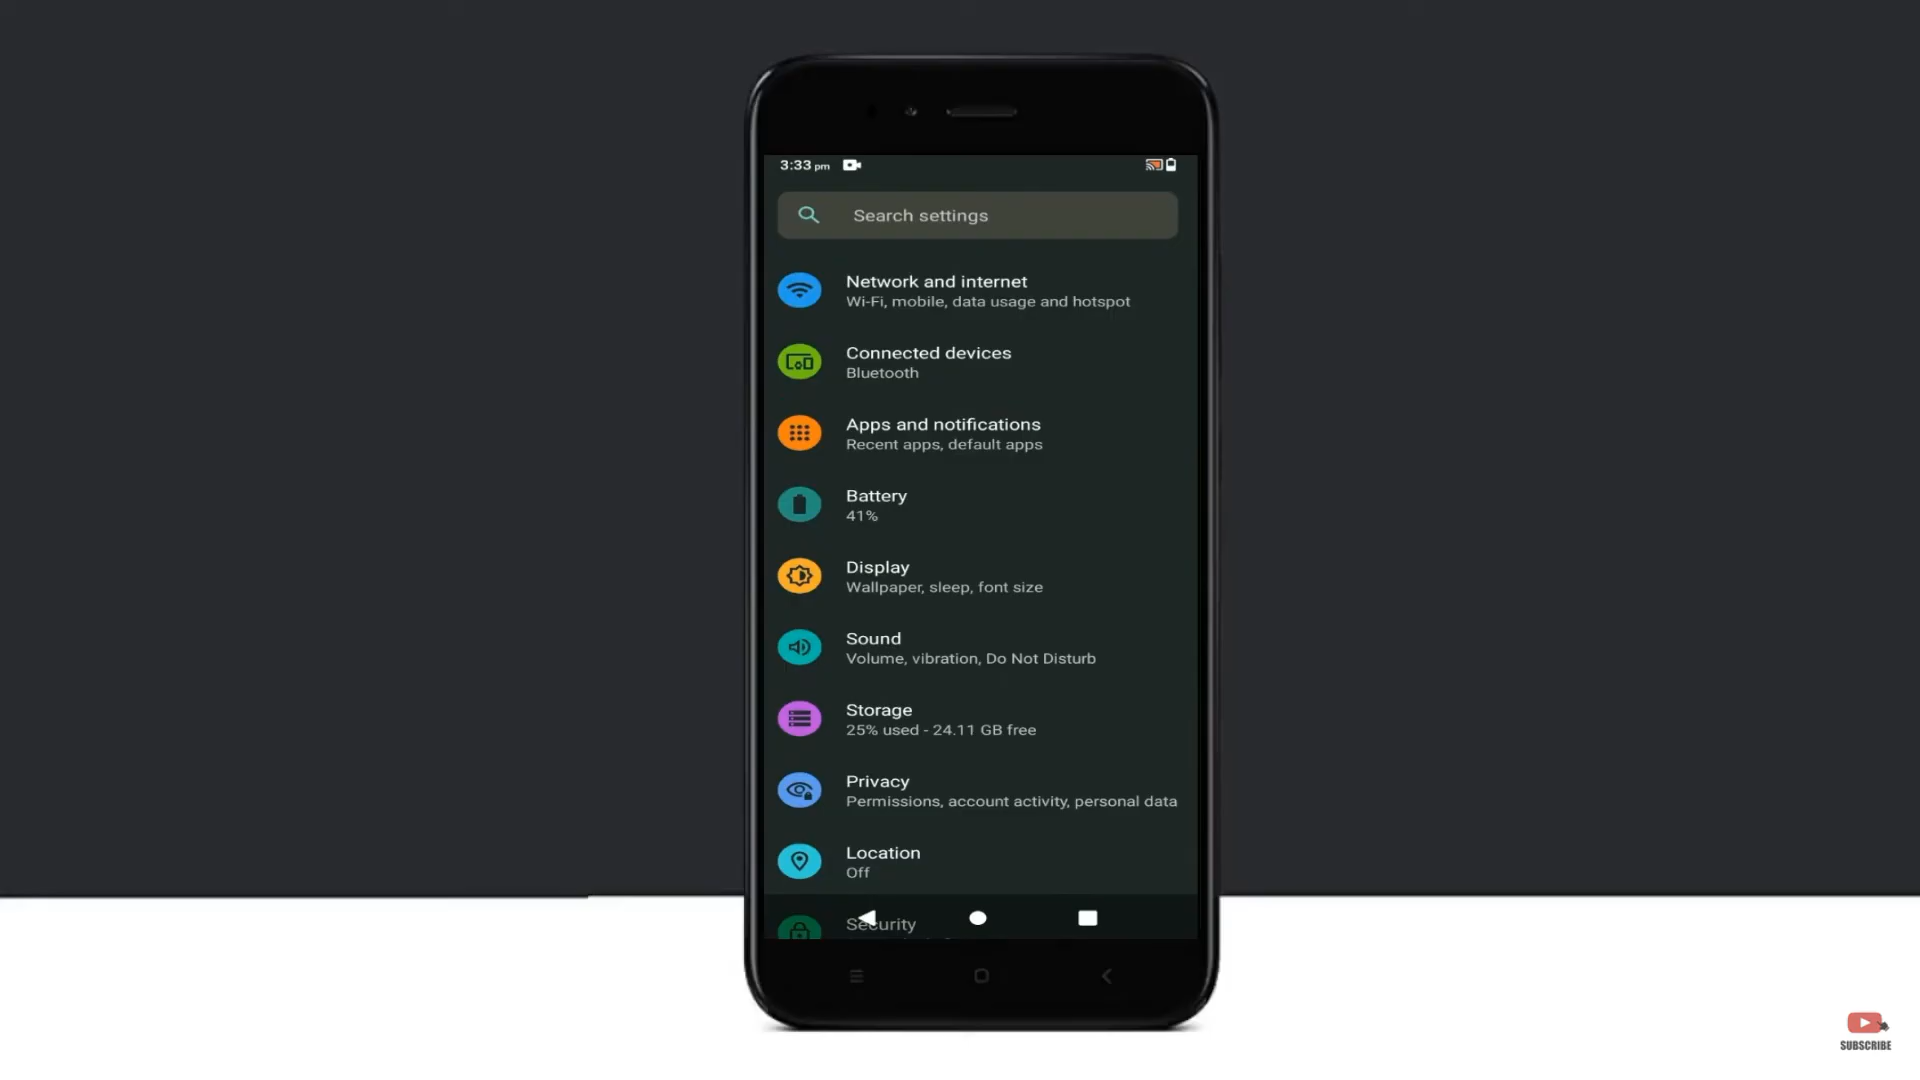 3:33 pm
Search settings
Network and internet
Wi-Fi, mobile, data usage and hotspot
Connected devices
Bluetooth
Apps and notifications
Recent apps, default apps
Battery
41%
Display
Wallpaper, sleep, font size
Sound
Volume, vibration, Do Not Disturb
Storage
25% used - 24.11 GB free
Privacy
Permissions, account activity, personal data
Location
Off
Security
SUBSCRIBE